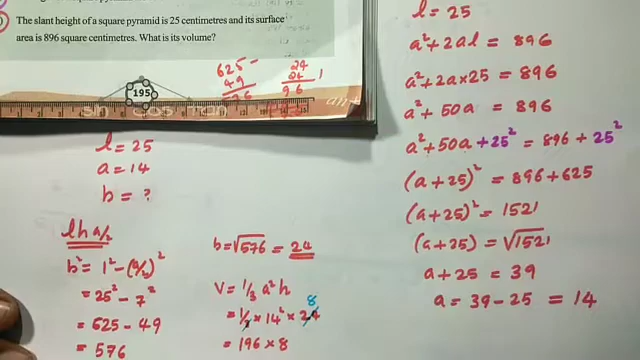 The slant height of a square pyramid is 25 centimetres and its surface
area is 896 square centimetres. What is its volume?
625 -
49
576
24
24
96
195
l = 25
a = 14
h = ?
l h a/2
h² = l² - (a/2)²
= 25² - 7²
= 625 - 49
= 576
h = √576 = 24
V = 1/3 a² h
8
= 1/3 × 14² × 24
= 196 × 8
l = 25
a² + 2al = 896
a² + 2a × 25 = 896
a² + 50a = 896
a² + 50a + 25² = 896 + 25²
(a + 25)² = 896 + 625
(a + 25)² = 1521
(a + 25) = √1521
a + 25 = 39
a = 39 - 25 = 14